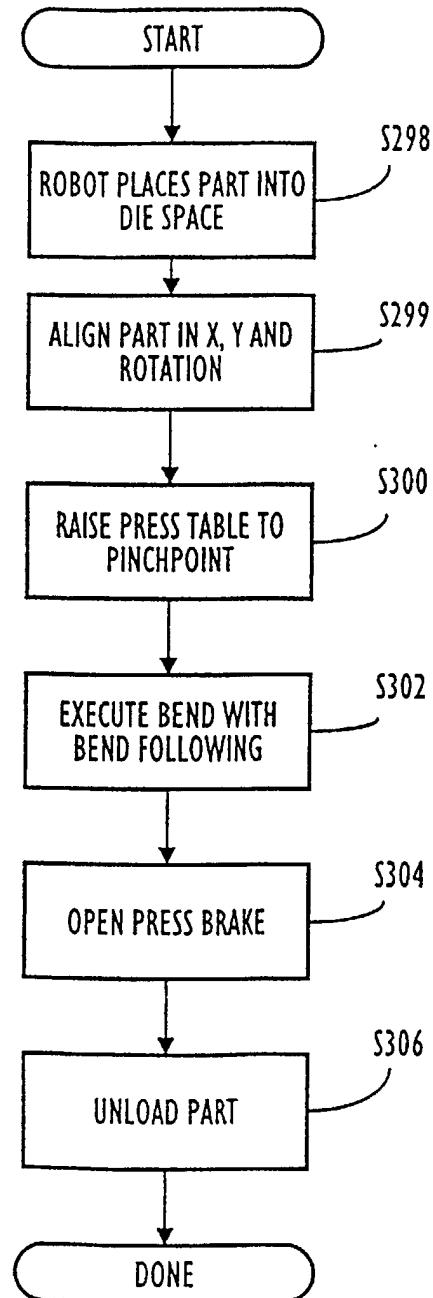 START
S298
ROBOT PLACES PART INTO
DIE SPACE
S299
ALIGN PART IN X, Y AND
ROTATION
S300
RAISE PRESS TABLE TO
PINCHPOINT
S302
EXECUTE BEND WITH
BEND FOLLOWING
S304
OPEN PRESS BRAKE
S306
UNLOAD PART
DONE